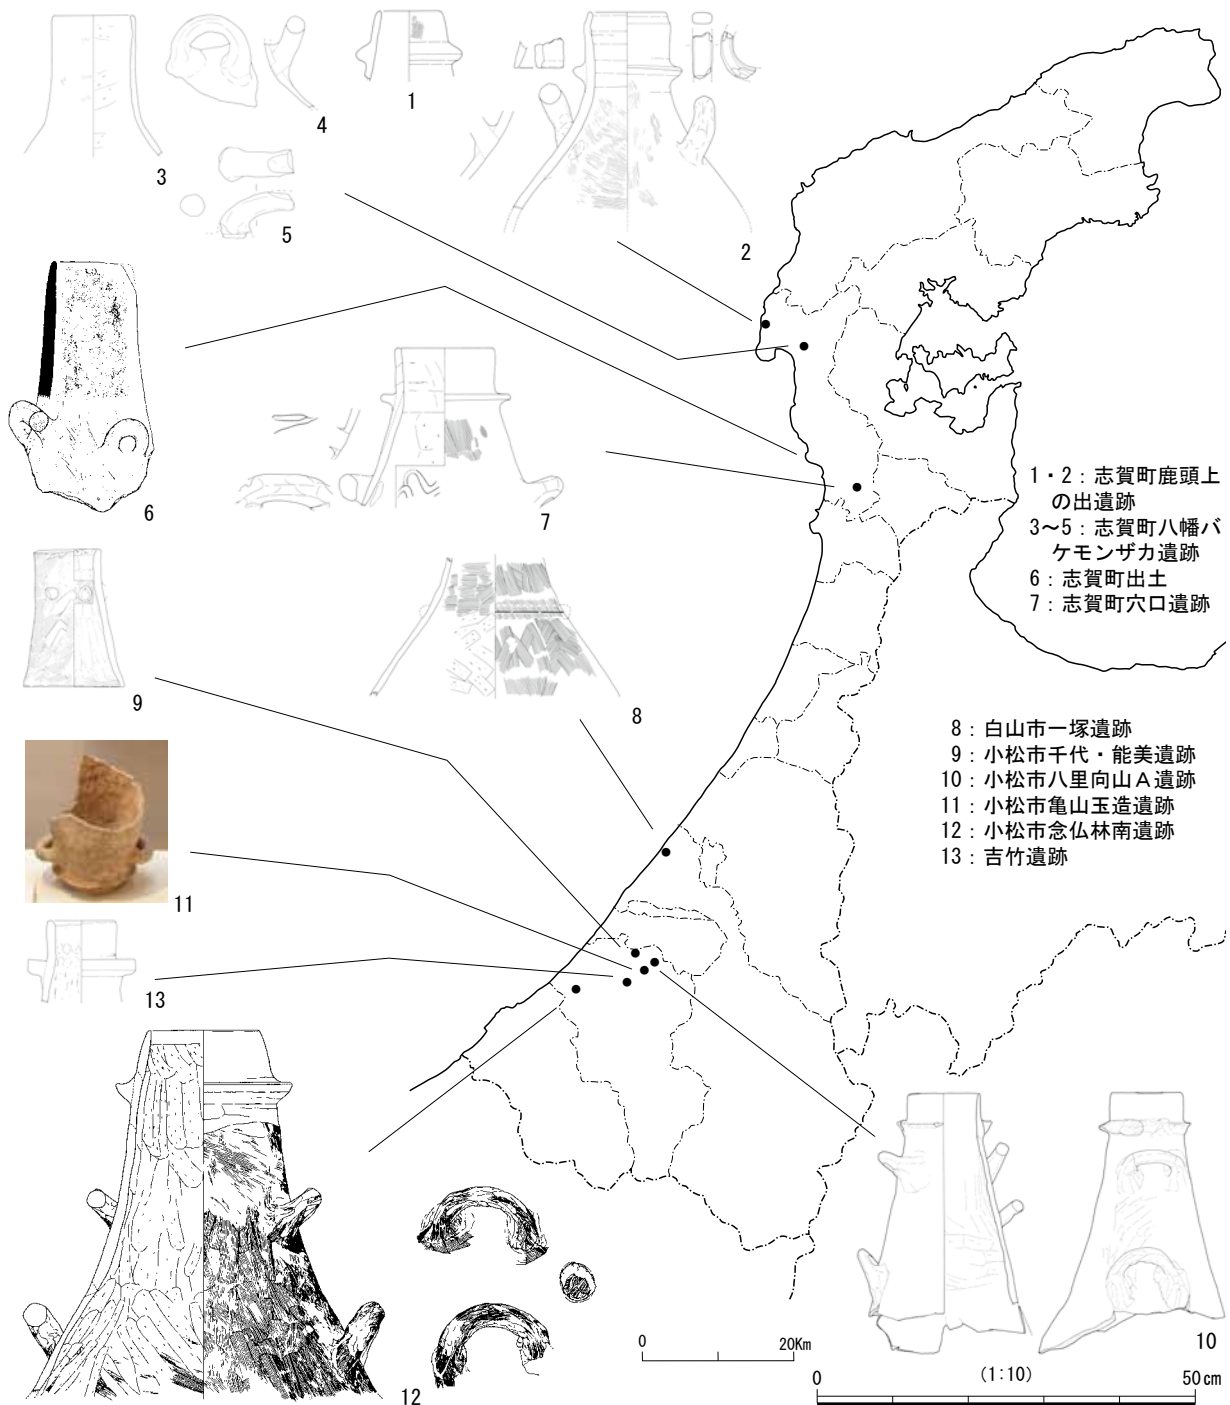 1
2
3
4
5
6
7
8
9
10
11
12
13
1・2：志賀町鹿頭上
の出遺跡
3～5：志賀町八幡バ
ケモンザカ遺跡
6：志賀町出土
7：志賀町穴口遺跡
8：白山市一塚遺跡
9：小松市千代・能美遺跡
10：小松市八里向山Ａ遺跡
11：小松市亀山玉造遺跡
12：小松市念仏林南遺跡
13：吉竹遺跡
0 20Km
(1:10)
0 50cm